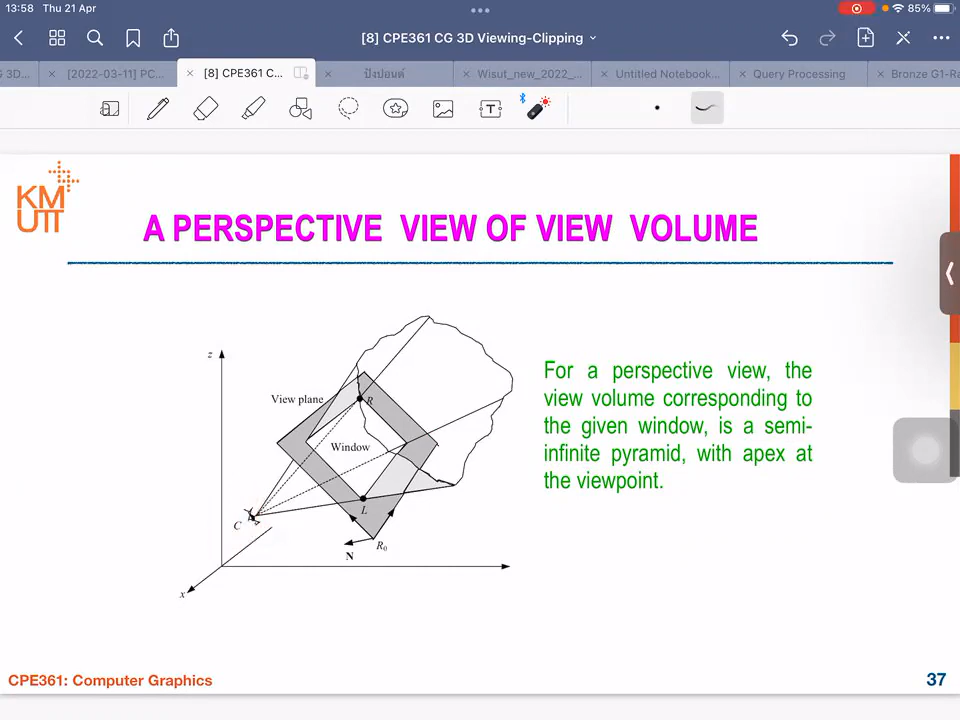 13:58 Thu 21 Apr 85%
[8] CPE361 CG 3D Viewing-Clipping
G 3D... [2022-03-11] PC... [8] CPE361 C... ปังปอนด์ Wisut_new_2022_... Untitled Notebook... Query Processing Bronze G1-Ra
T
KM
UTT
A PERSPECTIVE VIEW OF VIEW VOLUME
z
View plane
R
Window
C
L
N
R₀
x
For a perspective view, the
view volume corresponding to
the given window, is a semi-
infinite pyramid, with apex at
the viewpoint.
CPE361: Computer Graphics
37